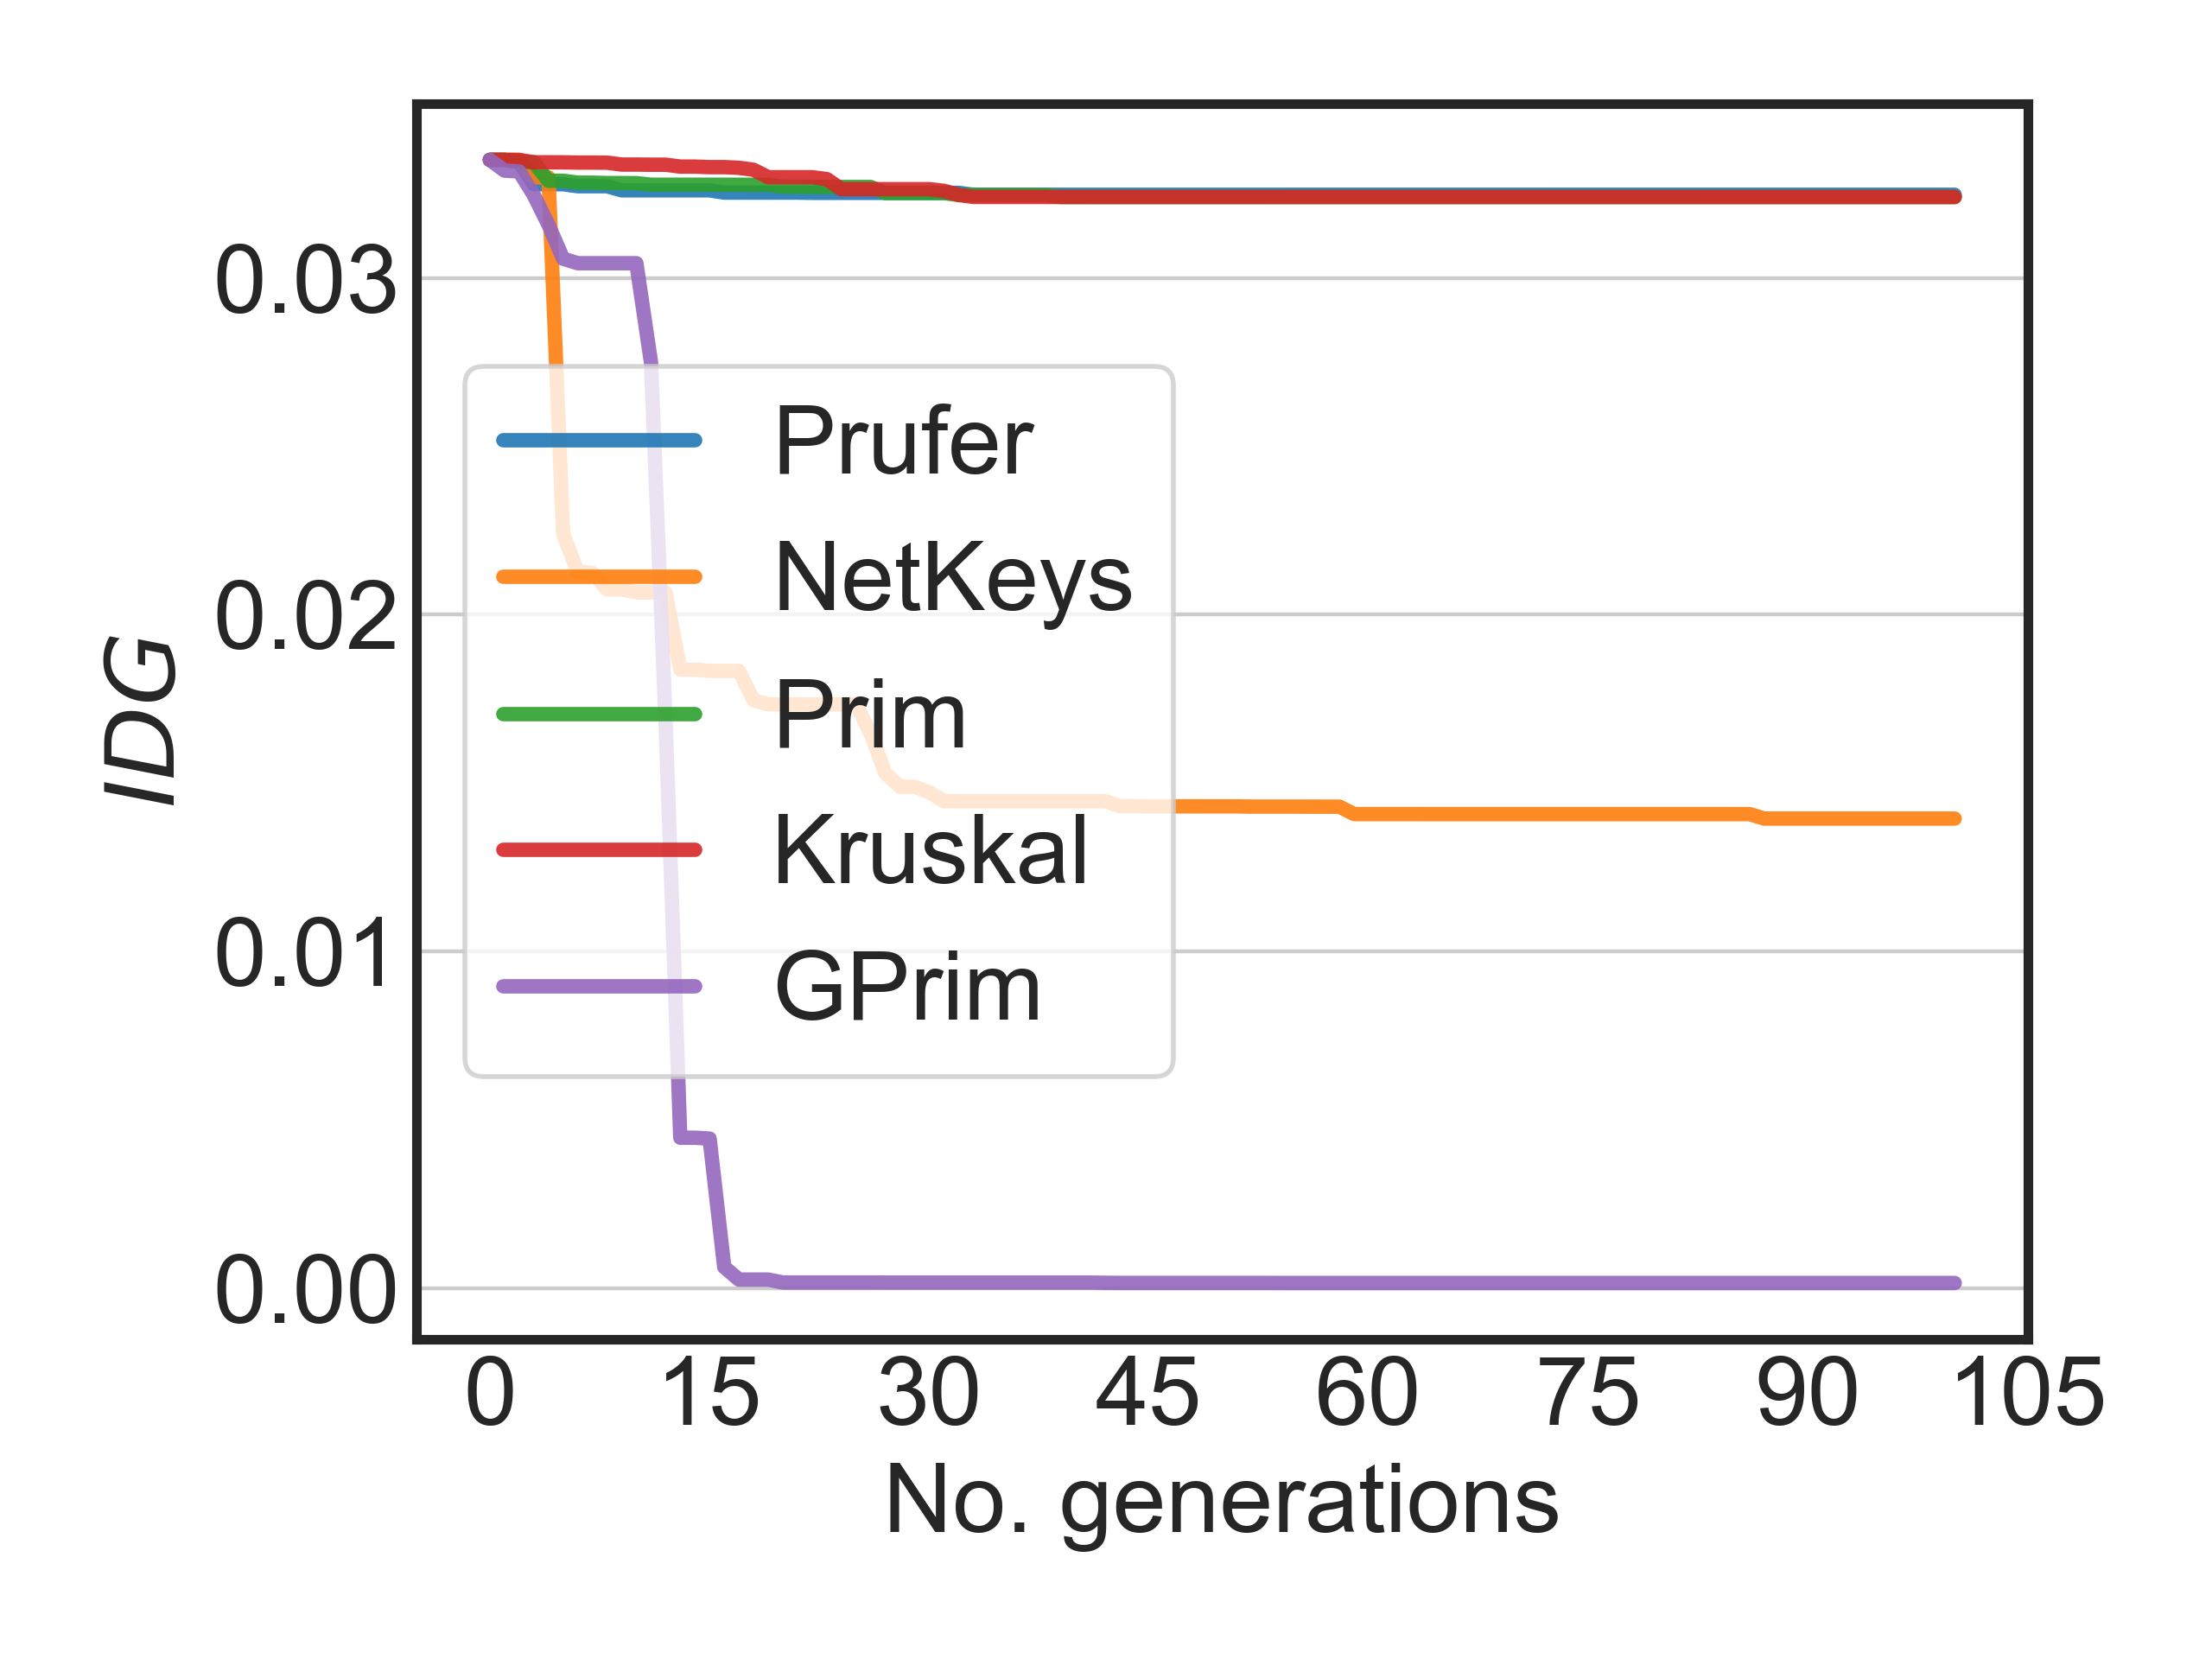 IDG
0.03
0.02
0.01
0.00
Prufer
NetKeys
Prim
Kruskal
GPrim
0 15 30 45 60 75 90 105
No. generations